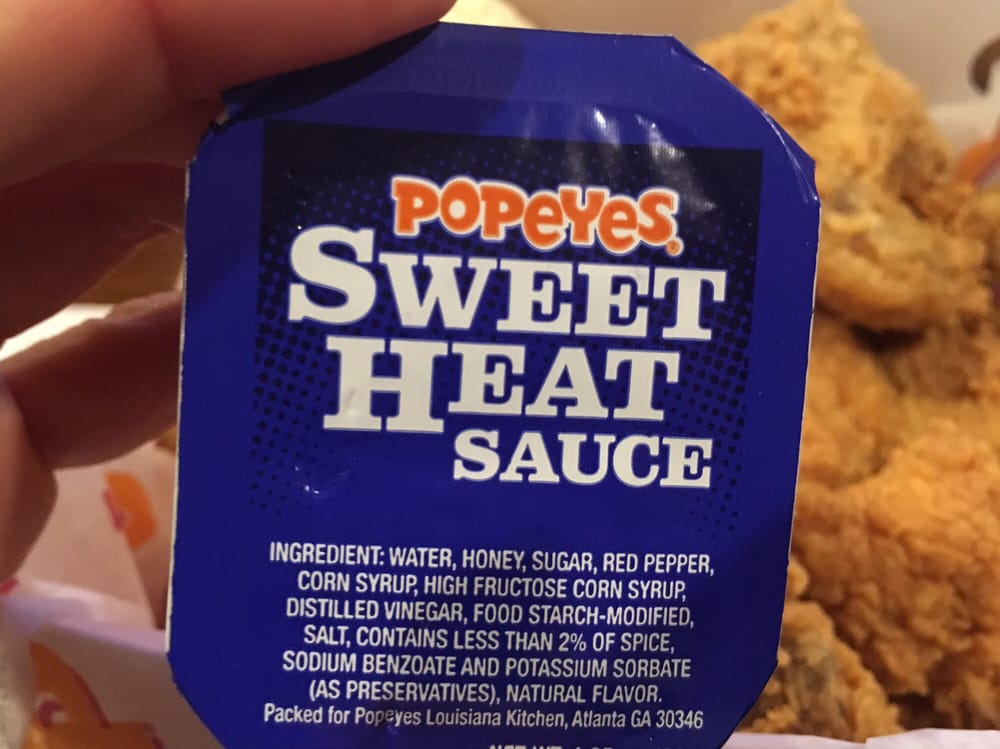 POPEYES®
SWEET
HEAT
SAUCE
INGREDIENT: WATER, HONEY, SUGAR, RED PEPPER,
CORN SYRUP, HIGH FRUCTOSE CORN SYRUP,
DISTILLED VINEGAR, FOOD STARCH-MODIFIED,
SALT, CONTAINS LESS THAN 2% OF SPICE,
SODIUM BENZOATE AND POTASSIUM SORBATE
(AS PRESERVATIVES), NATURAL FLAVOR.
Packed for Popeyes Louisiana Kitchen, Atlanta GA 30346